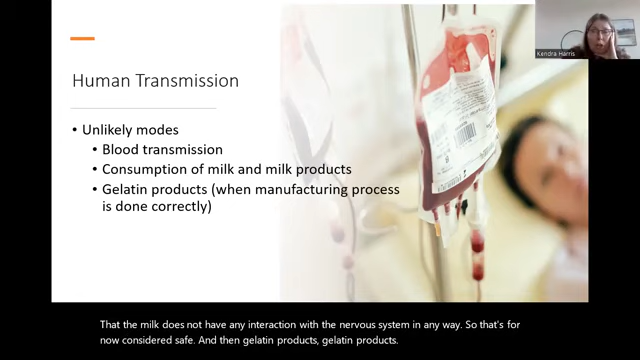 Kendra Harris
Human Transmission
• Unlikely modes
• Blood transmission
• Consumption of milk and milk products
• Gelatin products (when manufacturing process
is done correctly)
That the milk does not have any interaction with the nervous system in any way. So that's for
now considered safe. And then gelatin products, gelatin products.